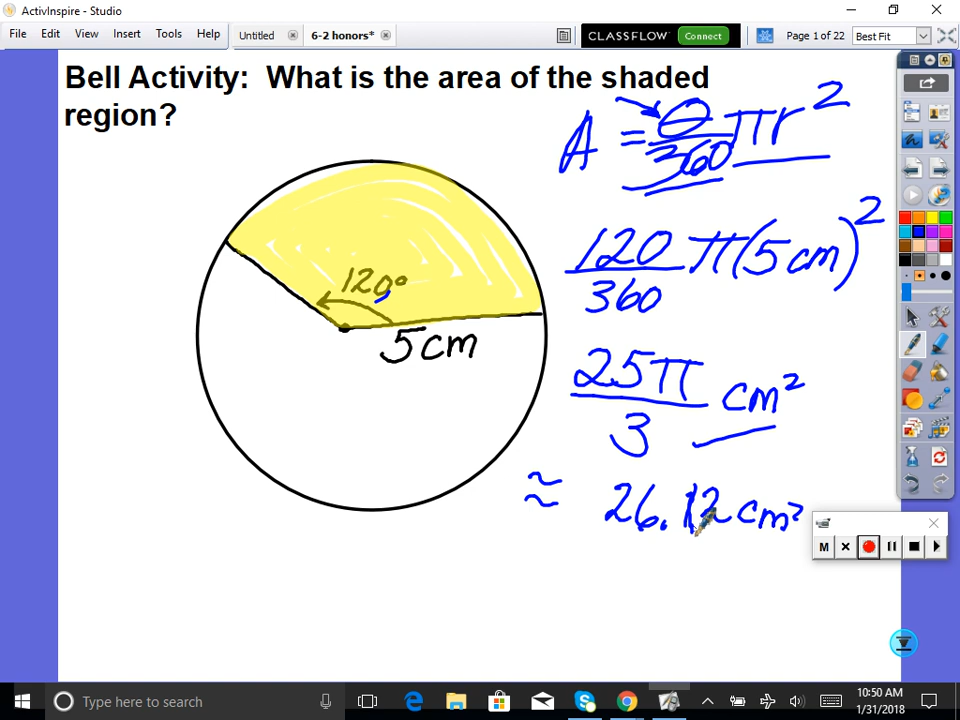 ActivInspire - Studio
File Edit View Insert Tools Help
Untitled
6-2 honors*
CLASSFLOW Connect
Page 1 of 22
Best Fit
Bell Activity: What is the area of the shaded
region?
A = θ/360 πr²
120/360 π(5 cm)²
120°
5 cm
25π/3 cm²
≈ 26.12 cm²
M
Type here to search
10:50 AM
1/31/2018